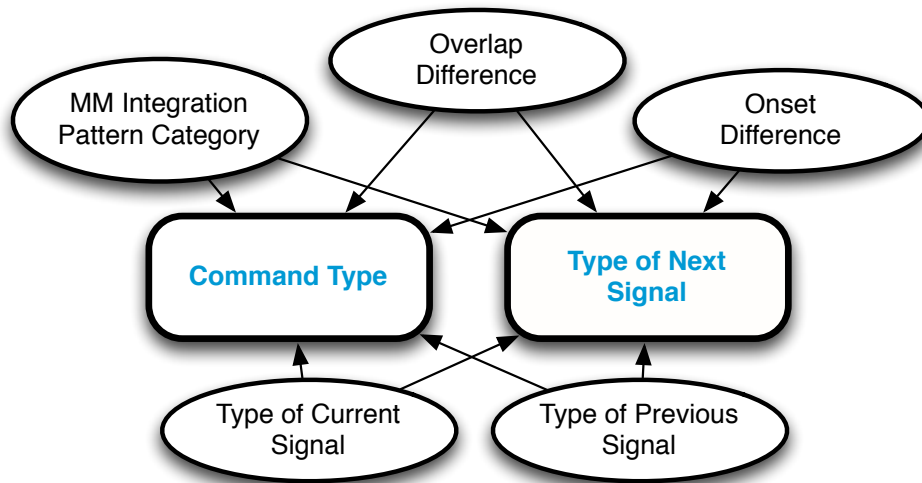 Overlap
Difference
MM Integration
Pattern Category
Onset
Difference
Command Type
Type of Next
Signal
Type of Current
Signal
Type of Previous
Signal